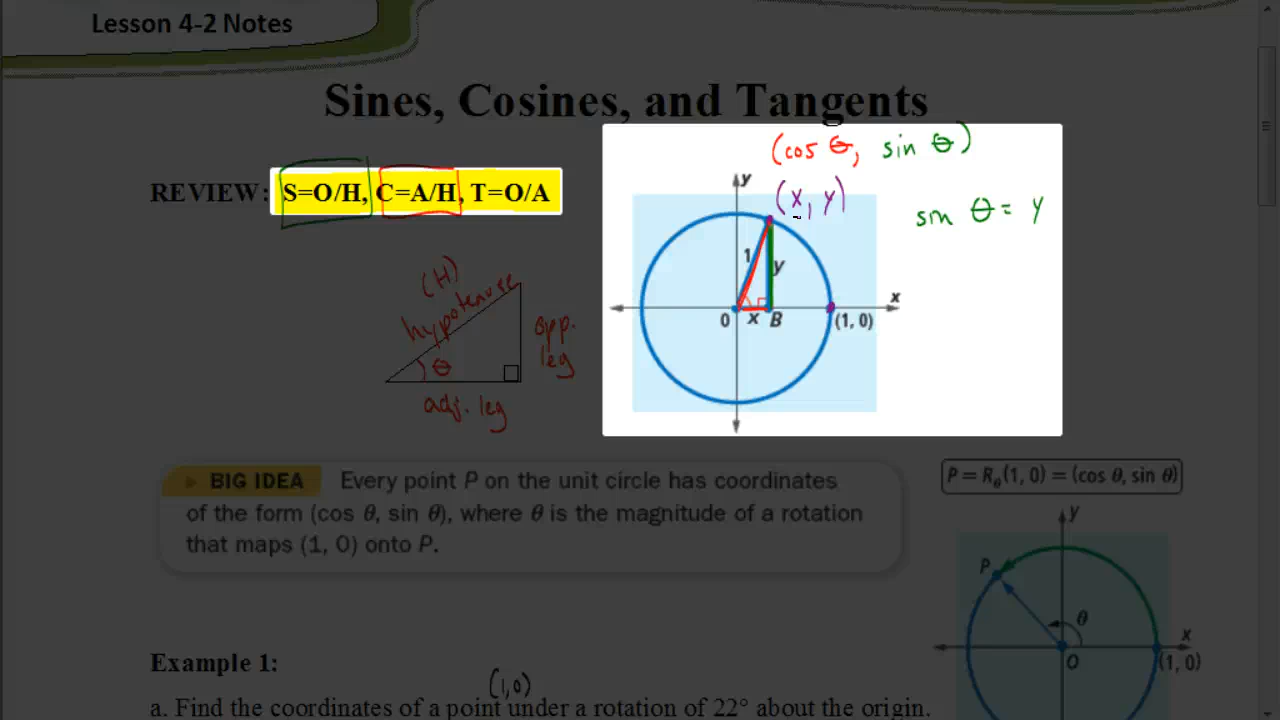 Lesson 4-2 Notes
Sines, Cosines, and Tangents
REVIEW: S=O/H, C=A/H, T=O/A
(H)
hypotenuse
opp.
leg
θ
adj. leg
(cos θ, sin θ)
y
(x, y)
sin θ = y
1
y
x
0
x
B
(1, 0)
BIG IDEA Every point P on the unit circle has coordinates
of the form (cos θ, sin θ), where θ is the magnitude of a rotation
that maps (1, 0) onto P.
P = Rθ(1, 0) = (cos θ, sin θ)
y
P
θ
x
O
(1, 0)
Example 1:
(1,0)
a. Find the coordinates of a point under a rotation of 22° about the origin.